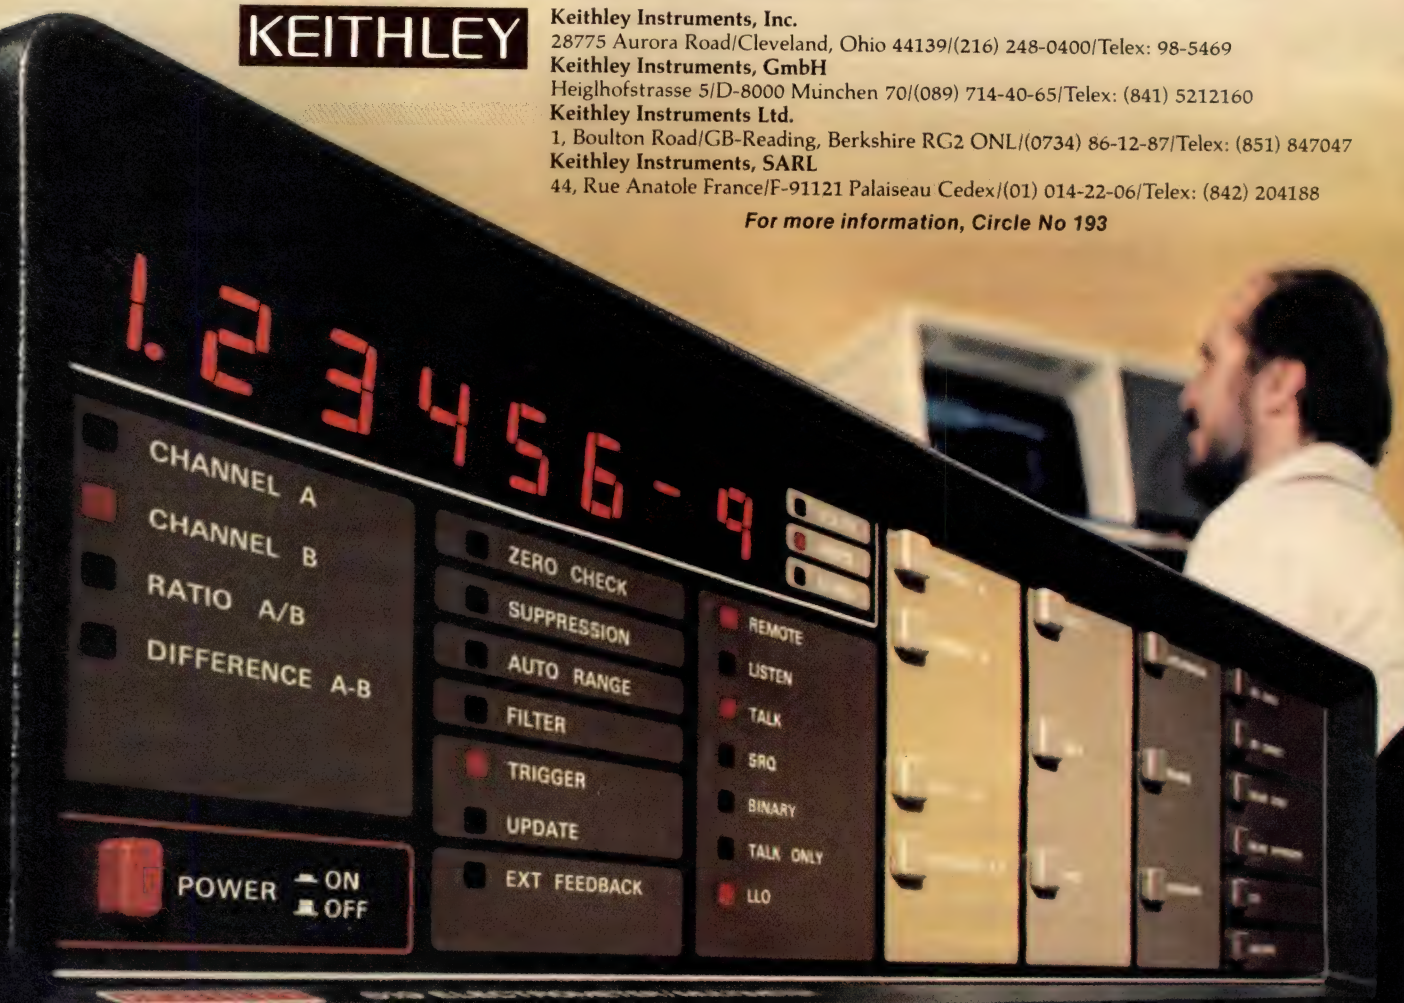 KEITHLEY
Keithley Instruments, Inc.
28775 Aurora Road/Cleveland, Ohio 44139/(216) 248-0400/Telex: 98-5469
Keithley Instruments, GmbH
Heiglhofstrasse 5/D-8000 Munchen 70/(089) 714-40-65/Telex: (841) 5212160
Keithley Instruments Ltd.
1, Boulton Road/GB-Reading, Berkshire RG2 ONL/(0734) 86-12-87/Telex: (851) 847047
Keithley Instruments, SARL
44, Rue Anatole France/F-91121 Palaiseau Cedex/(01) 014-22-06/Telex: (842) 204188
For more information, Circle No 193
1.23456-9
CHANNEL A
CHANNEL B
RATIO A/B
DIFFERENCE A-B
POWER ON
OFF
ZERO CHECK
SUPPRESSION
AUTO RANGE
FILTER
TRIGGER
UPDATE
EXT FEEDBACK
REMOTE
LISTEN
TALK
SRQ
BINARY
TALK ONLY
LLO